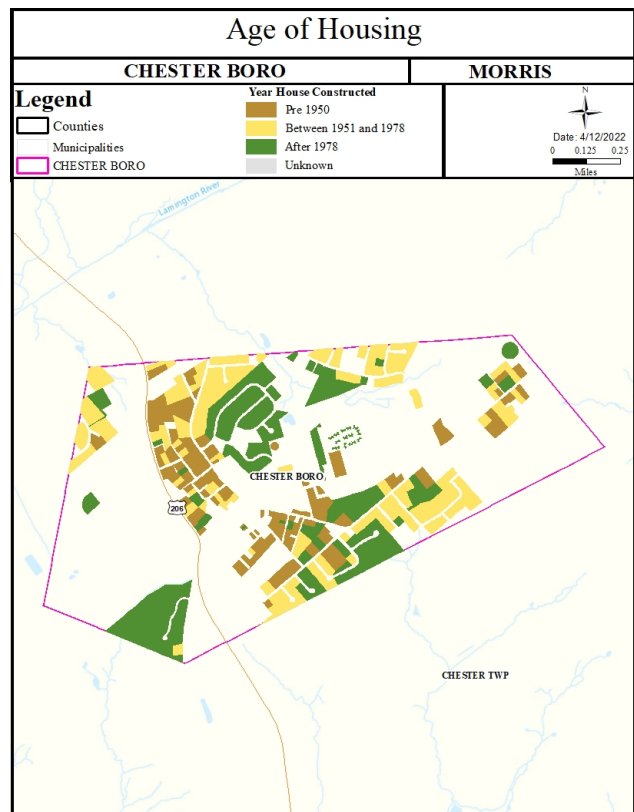 Age of Housing
CHESTER BORO
MORRIS
Legend
Counties
Municipalities
CHESTER BORO
Year House Constructed
Pre 1950
Between 1951 and 1978
After 1978
Unknown
N
Date: 4/12/2022
0 0.125 0.25
Miles
Lamington River
CHESTER BORO
206
CHESTER TWP